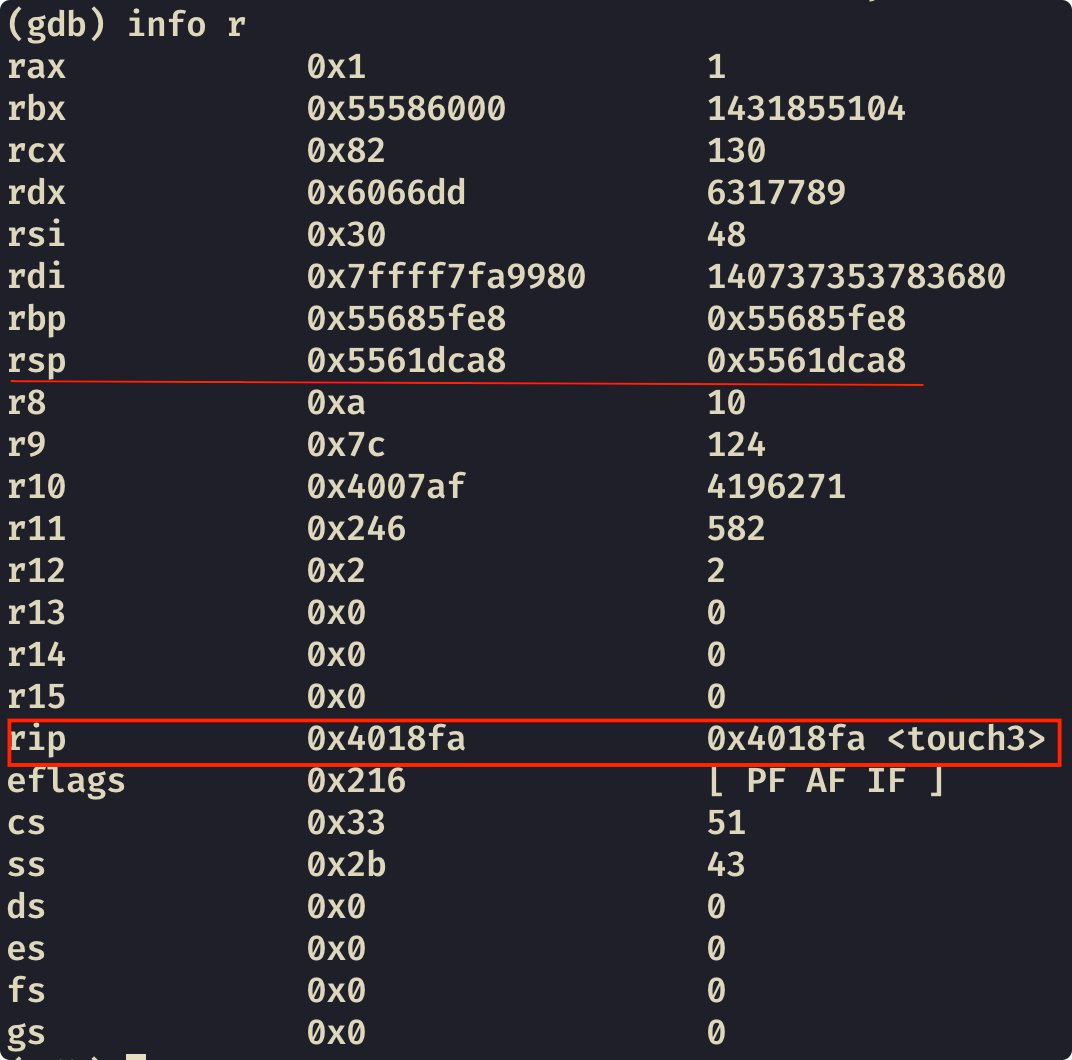 (gdb) info r
rax 0x1 1
rbx 0x55586000 1431855104
rcx 0x82 130
rdx 0x6066dd 6317789
rsi 0x30 48
rdi 0x7ffff7fa9980 140737353783680
rbp 0x55685fe8 0x55685fe8
rsp 0x5561dca8 0x5561dca8
r8 0xa 10
r9 0x7c 124
r10 0x4007af 4196271
r11 0x246 582
r12 0x2 2
r13 0x0 0
r14 0x0 0
r15 0x0 0
rip 0x4018fa 0x4018fa <touch3>
eflags 0x216 [ PF AF IF ]
cs 0x33 51
ss 0x2b 43
ds 0x0 0
es 0x0 0
fs 0x0 0
gs 0x0 0